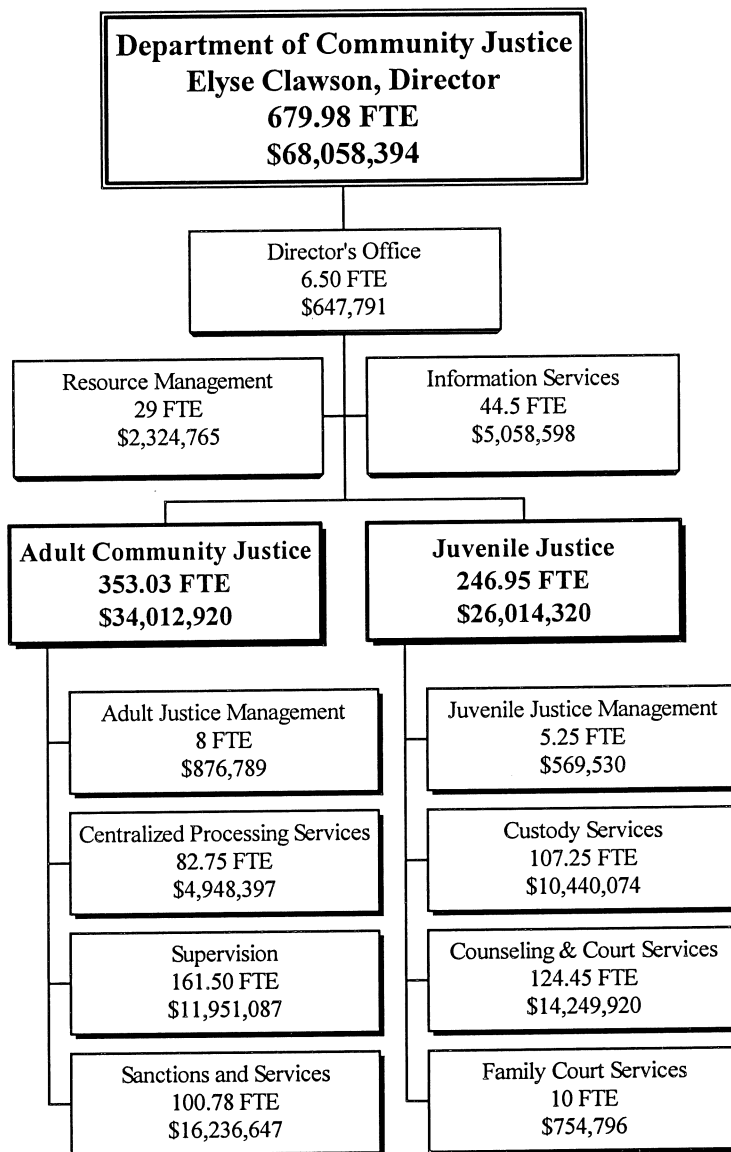 Department of Community Justice
Elyse Clawson, Director
679.98 FTE
$68,058,394
Director's Office
6.50 FTE
$647,791
Resource Management
29 FTE
$2,324,765
Information Services
44.5 FTE
$5,058,598
Adult Community Justice
353.03 FTE
$34,012,920
Juvenile Justice
246.95 FTE
$26,014,320
Adult Justice Management
8 FTE
$876,789
Centralized Processing Services
82.75 FTE
$4,948,397
Supervision
161.50 FTE
$11,951,087
Sanctions and Services
100.78 FTE
$16,236,647
Juvenile Justice Management
5.25 FTE
$569,530
Custody Services
107.25 FTE
$10,440,074
Counseling & Court Services
124.45 FTE
$14,249,920
Family Court Services
10 FTE
$754,796